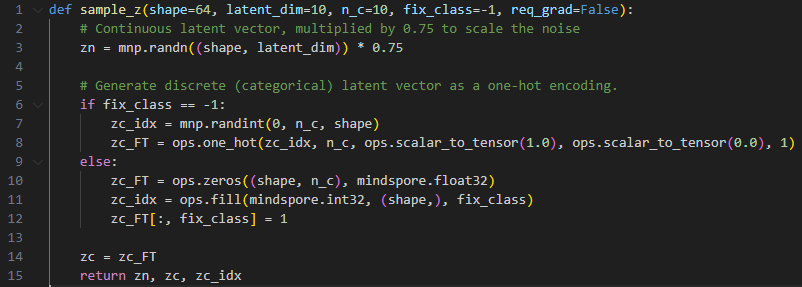 1 def sample_z(shape=64, latent_dim=10, n_c=10, fix_class=-1, req_grad=False):
2     # Continuous latent vector, multiplied by 0.75 to scale the noise
3     zn = mnp.randn((shape, latent_dim)) * 0.75
4
5     # Generate discrete (categorical) latent vector as a one-hot encoding.
6     if fix_class == -1:
7         zc_idx = mnp.randint(0, n_c, shape)
8         zc_FT = ops.one_hot(zc_idx, n_c, ops.scalar_to_tensor(1.0), ops.scalar_to_tensor(0.0), 1)
9     else:
10         zc_FT = ops.zeros((shape, n_c), mindspore.float32)
11         zc_idx = ops.fill(mindspore.int32, (shape,), fix_class)
12         zc_FT[:, fix_class] = 1
13
14     zc = zc_FT
15     return zn, zc, zc_idx